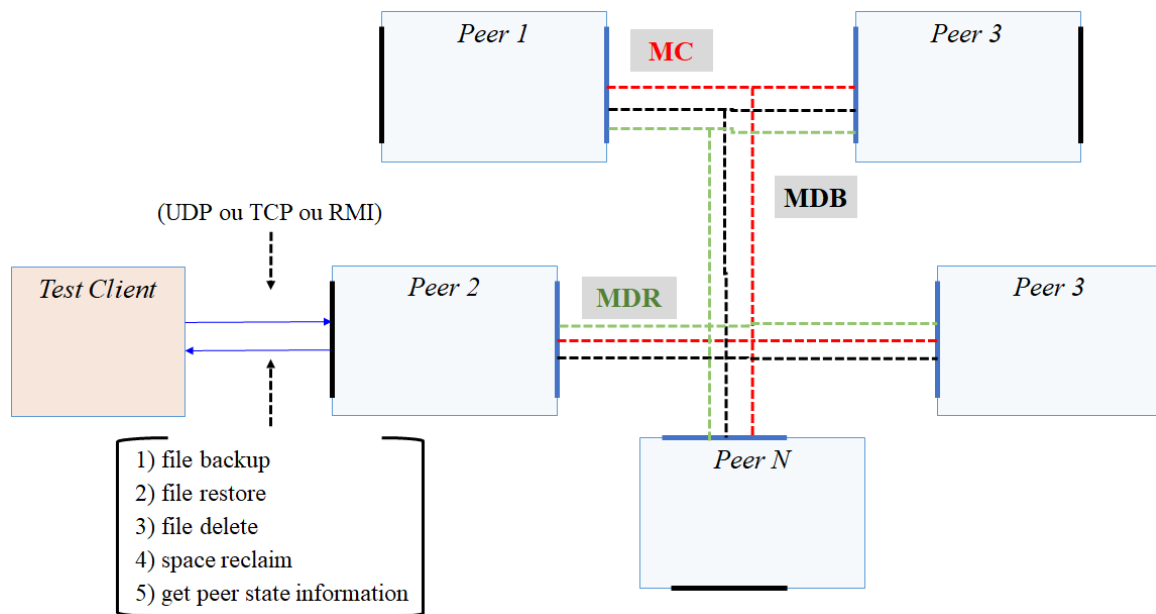 Peer 1
Peer 3
MC
MDB
(UDP ou TCP ou RMI)
Test Client
Peer 2
MDR
Peer 3
1) file backup
2) file restore
3) file delete
4) space reclaim
5) get peer state information
Peer N